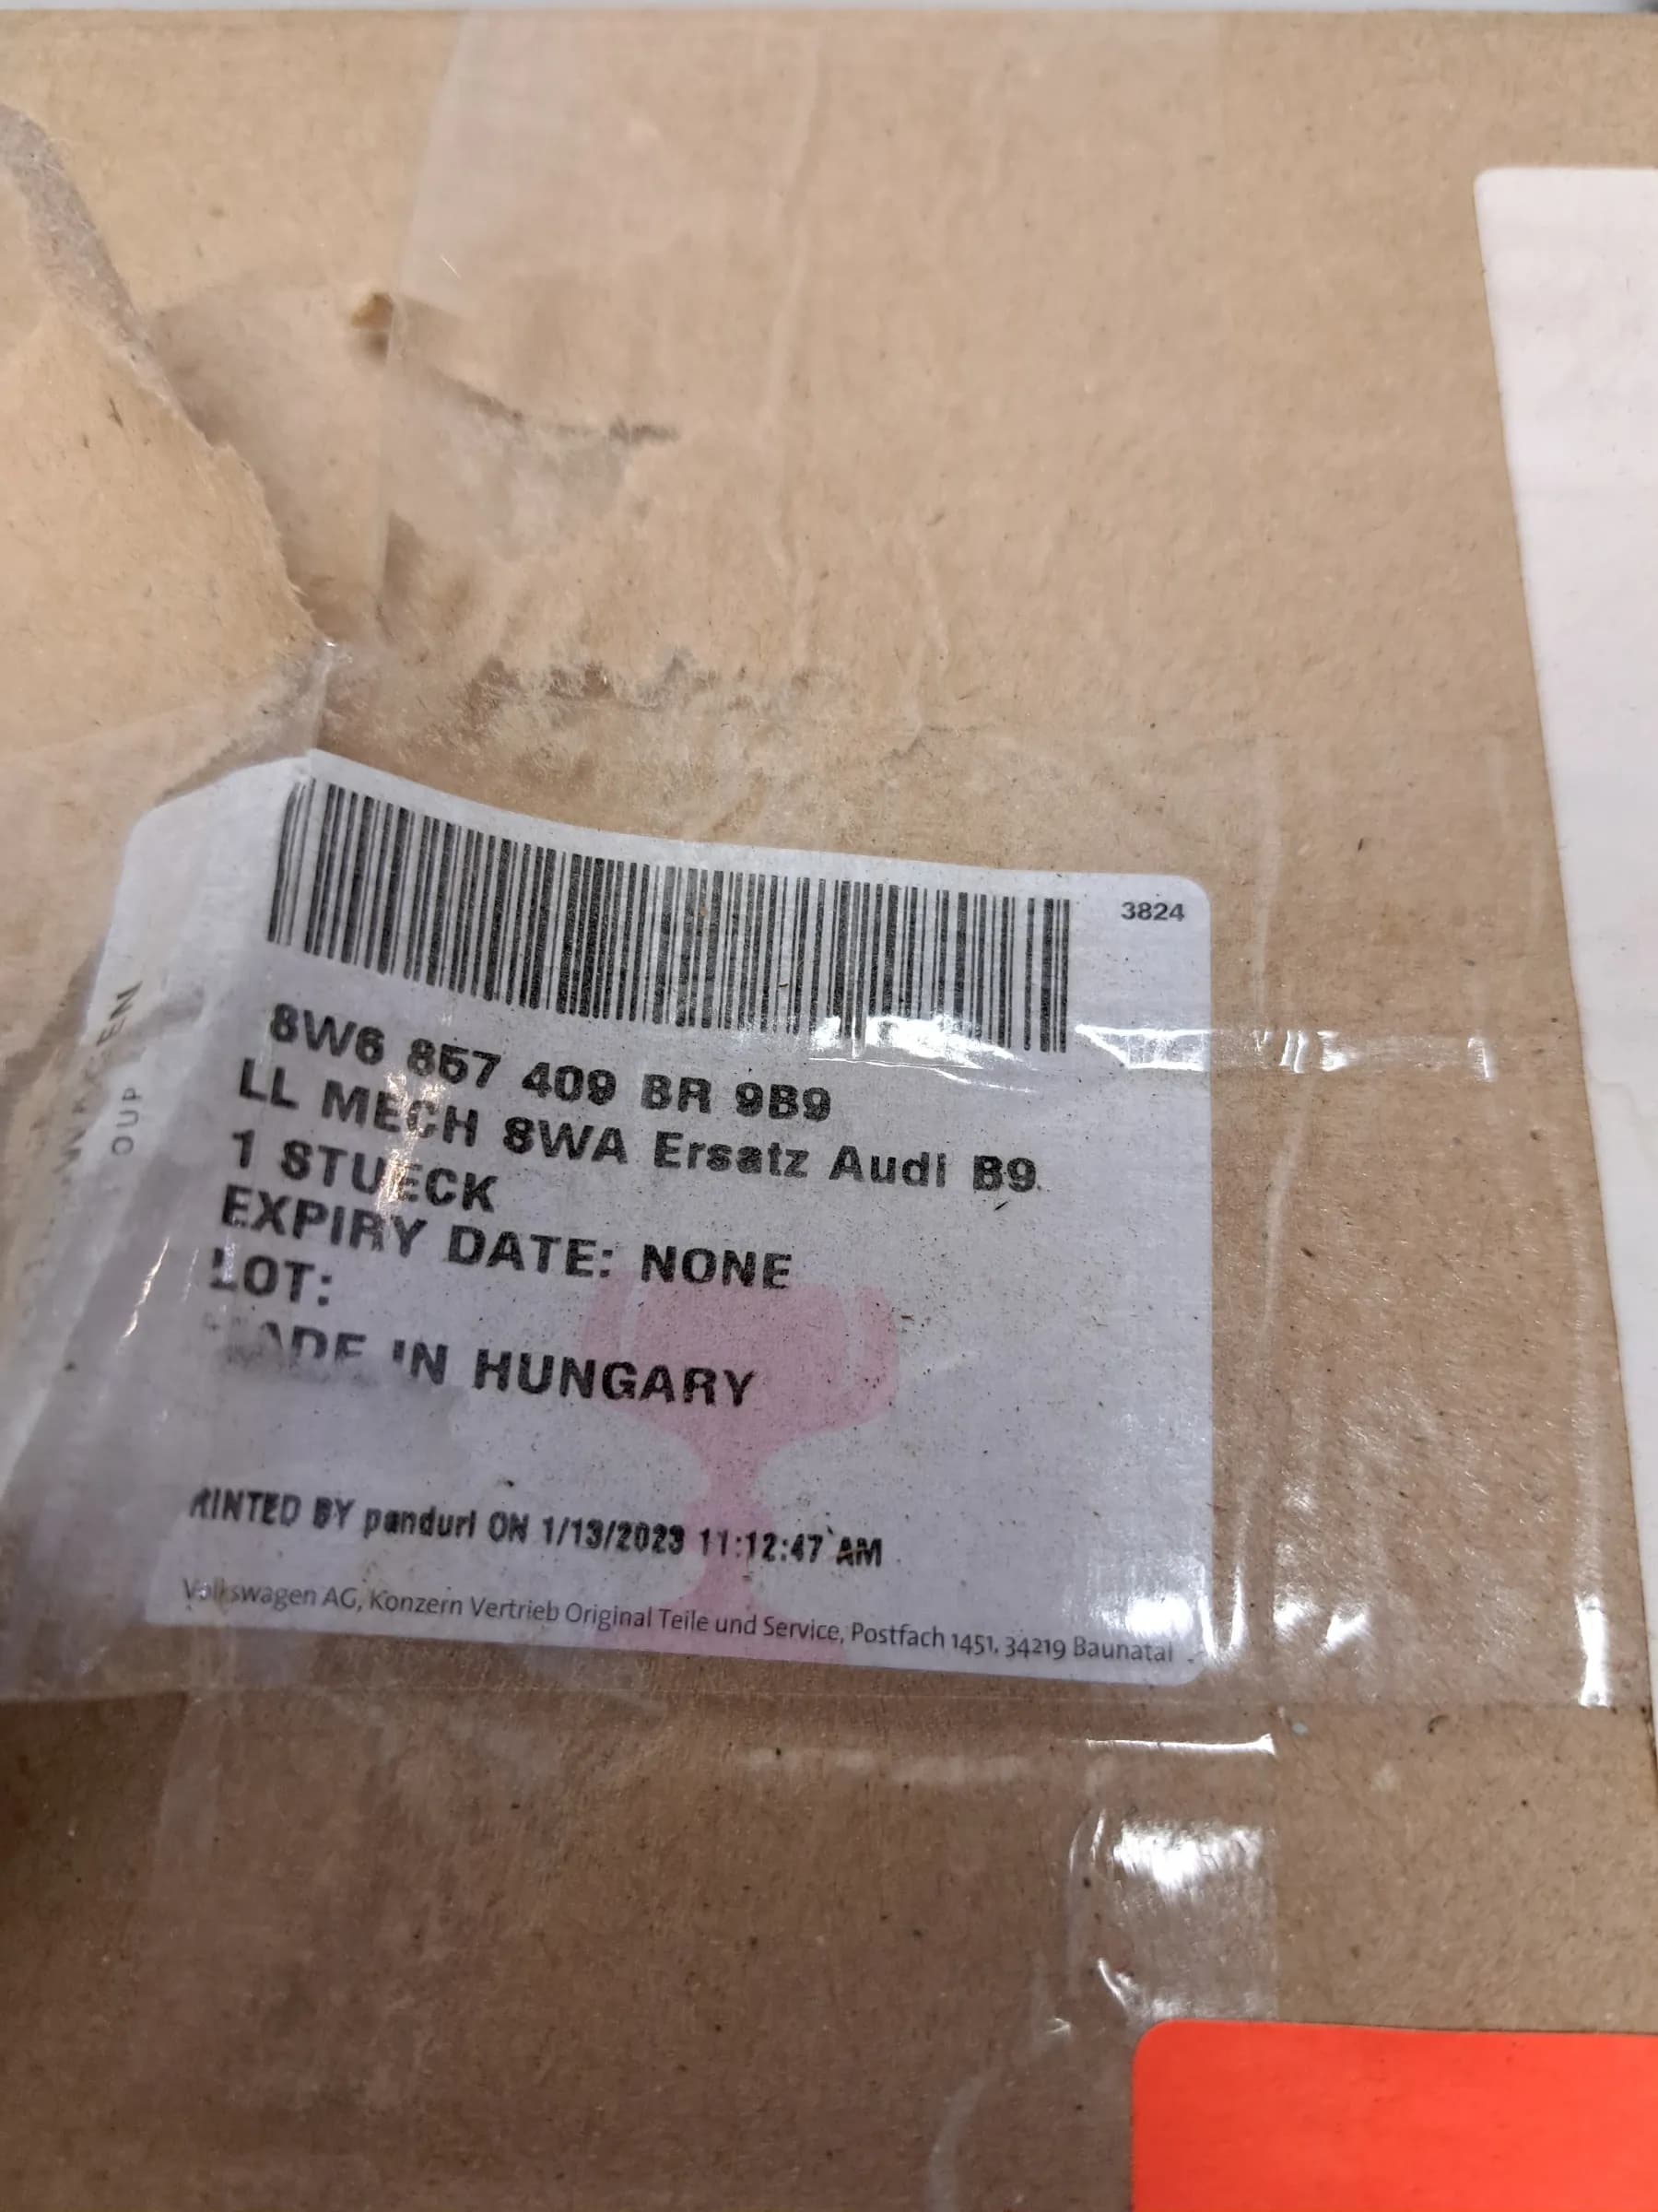 3824
8W6 857 409 BR 9B9
LL MECH 8WA Ersatz Audi B9
1 STUECK
EXPIRY DATE: NONE
LOT:
MADE IN HUNGARY
RINTED BY panduri ON 1/13/2023 11:12:47 AM
Volkswagen AG, Konzern Vertrieb Original Teile und Service, Postfach 1451, 34219 Baunatal
OUP